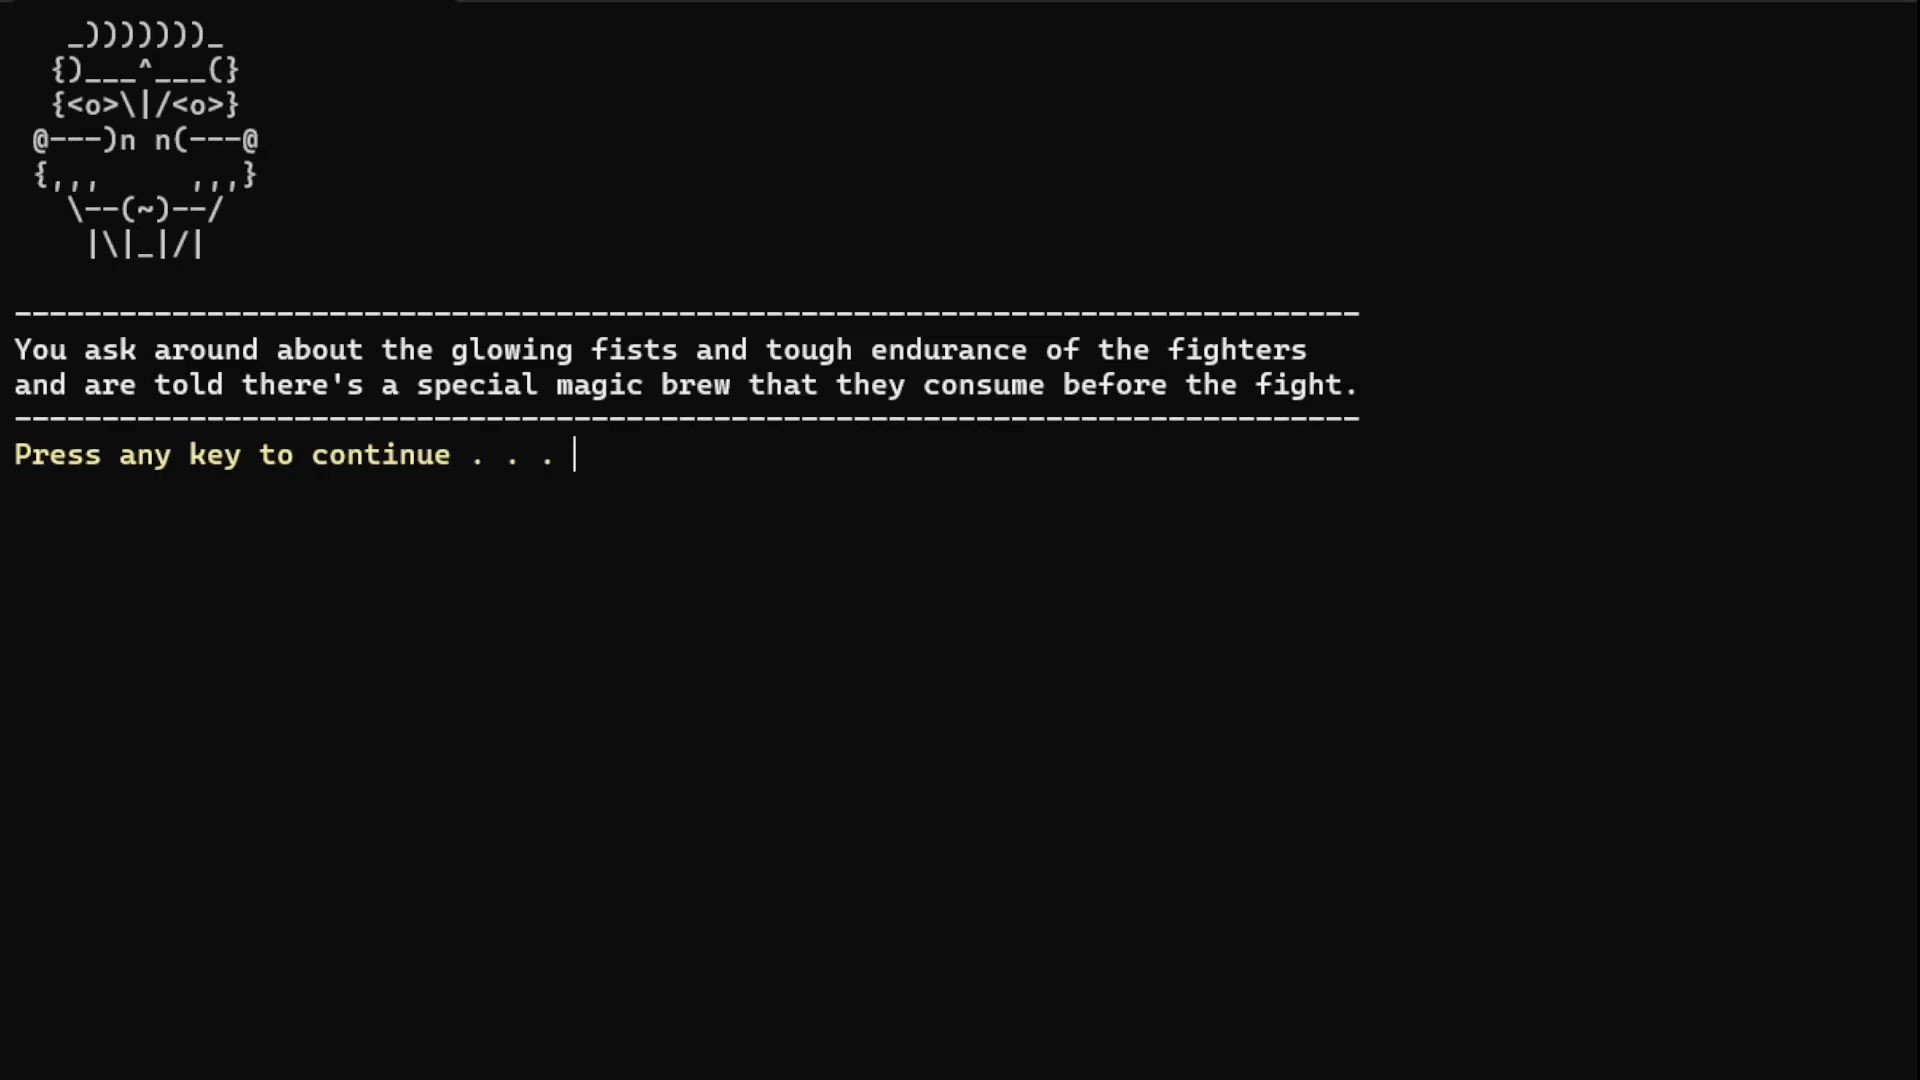 You ask around about the glowing fists and tough endurance of the fighters
and are told there's a special magic brew that they consume before the fight.
Press any key to continue . . .